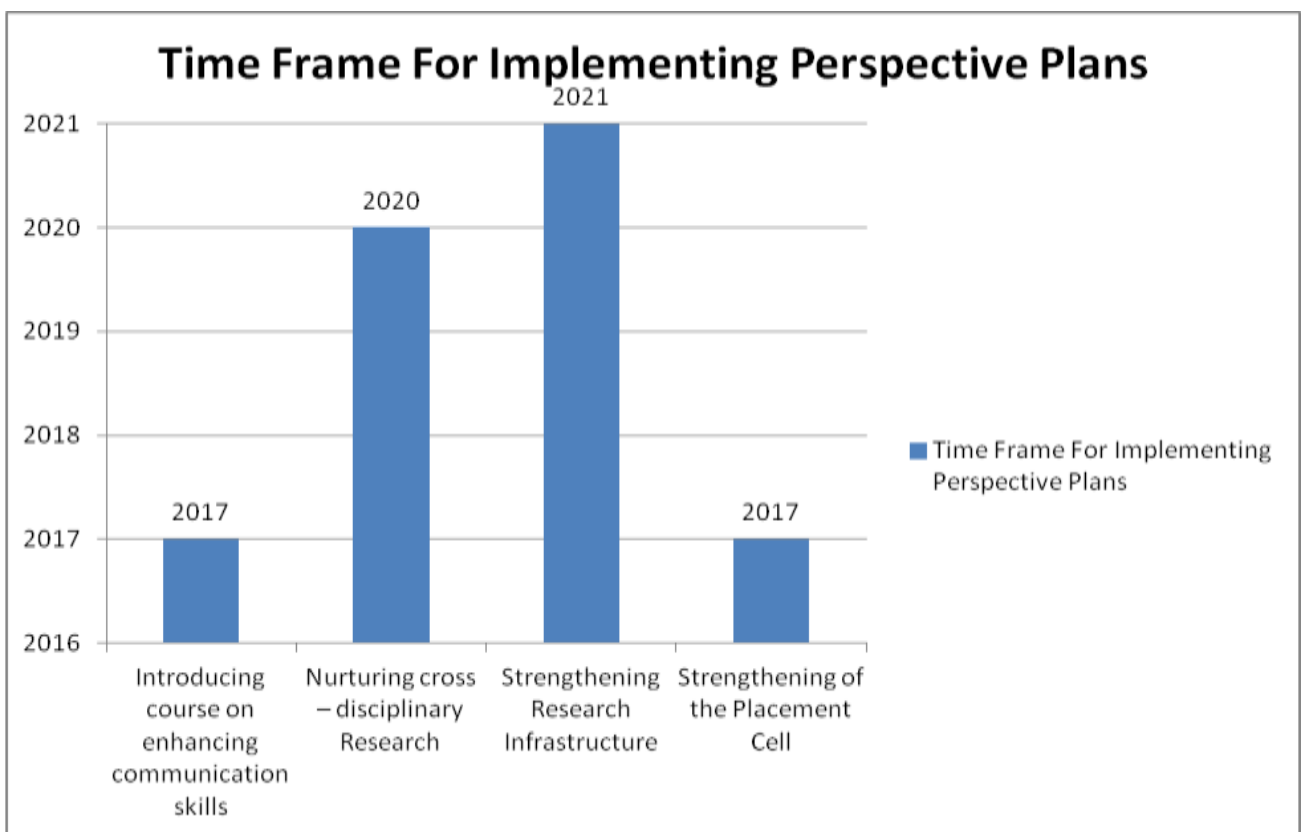 Time Frame For Implementing Perspective Plans
2021
2021
2020
2020
2019
2018
2017
2017
2017
2016
Time Frame For Implementing
Perspective Plans
Introducing
course on
enhancing
communication
skills
Nurturing cross
– disciplinary
Research
Strengthening
Research
Infrastructure
Strengthening of
the Placement
Cell